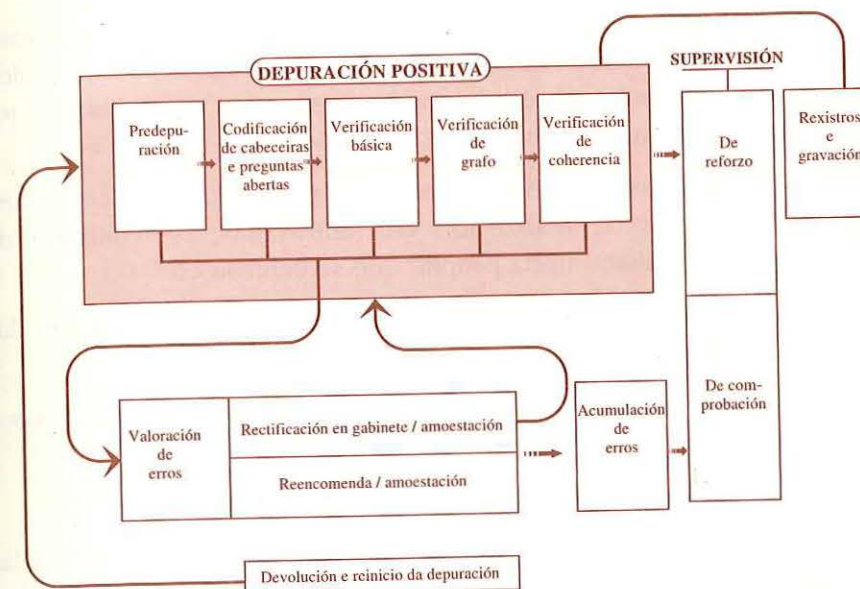 DEPURACIÓN POSITIVA
SUPERVISIÓN
Predepu-
ración
Codificación
de cabeceiras
e preguntas
abertas
Verificación
básica
Verificación
de
grafo
Verificación
de
coherencia
De
reforzo
Rexistros
e
gravación
De com-
probación
Valoración
de
erros
Rectificación en gabinete / amoestación
Reencomenda / amoestación
Acumulación
de
erros
Devolución e reinicio da depuración